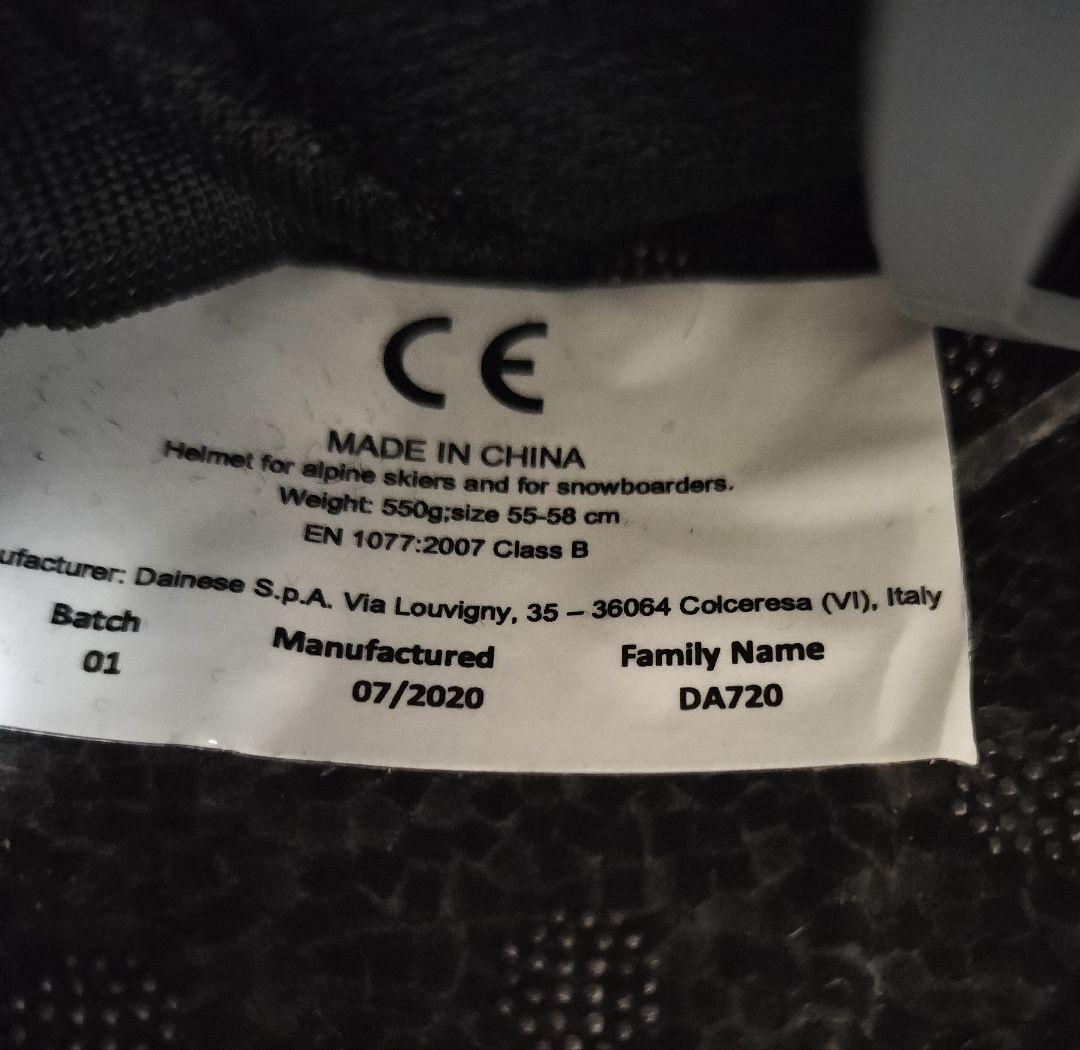 CE
MADE IN CHINA
Helmet for alpine skiers and for snowboarders.
Weight: 550g;size 55-58 cm
EN 1077:2007 Class B
ufacturer: Dainese S.p.A. Via Louvigny, 35 – 36064 Colceresa (VI), Italy
Batch Manufactured Family Name
01 07/2020 DA720